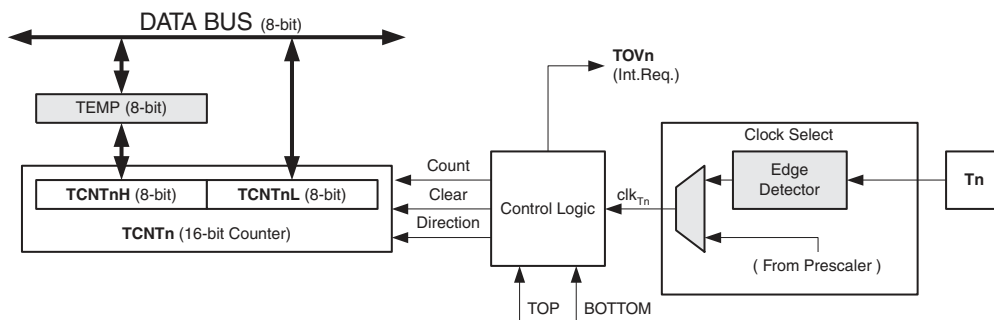 DATA BUS (8-bit)
TOVn
(Int.Req.)
TEMP (8-bit)
Clock Select
Count
Edge
Detector
Tn
TCNTnH (8-bit) TCNTnL (8-bit)
Clear
Control Logic
clkTn
TCNTn (16-bit Counter)
Direction
( From Prescaler )
TOP
BOTTOM